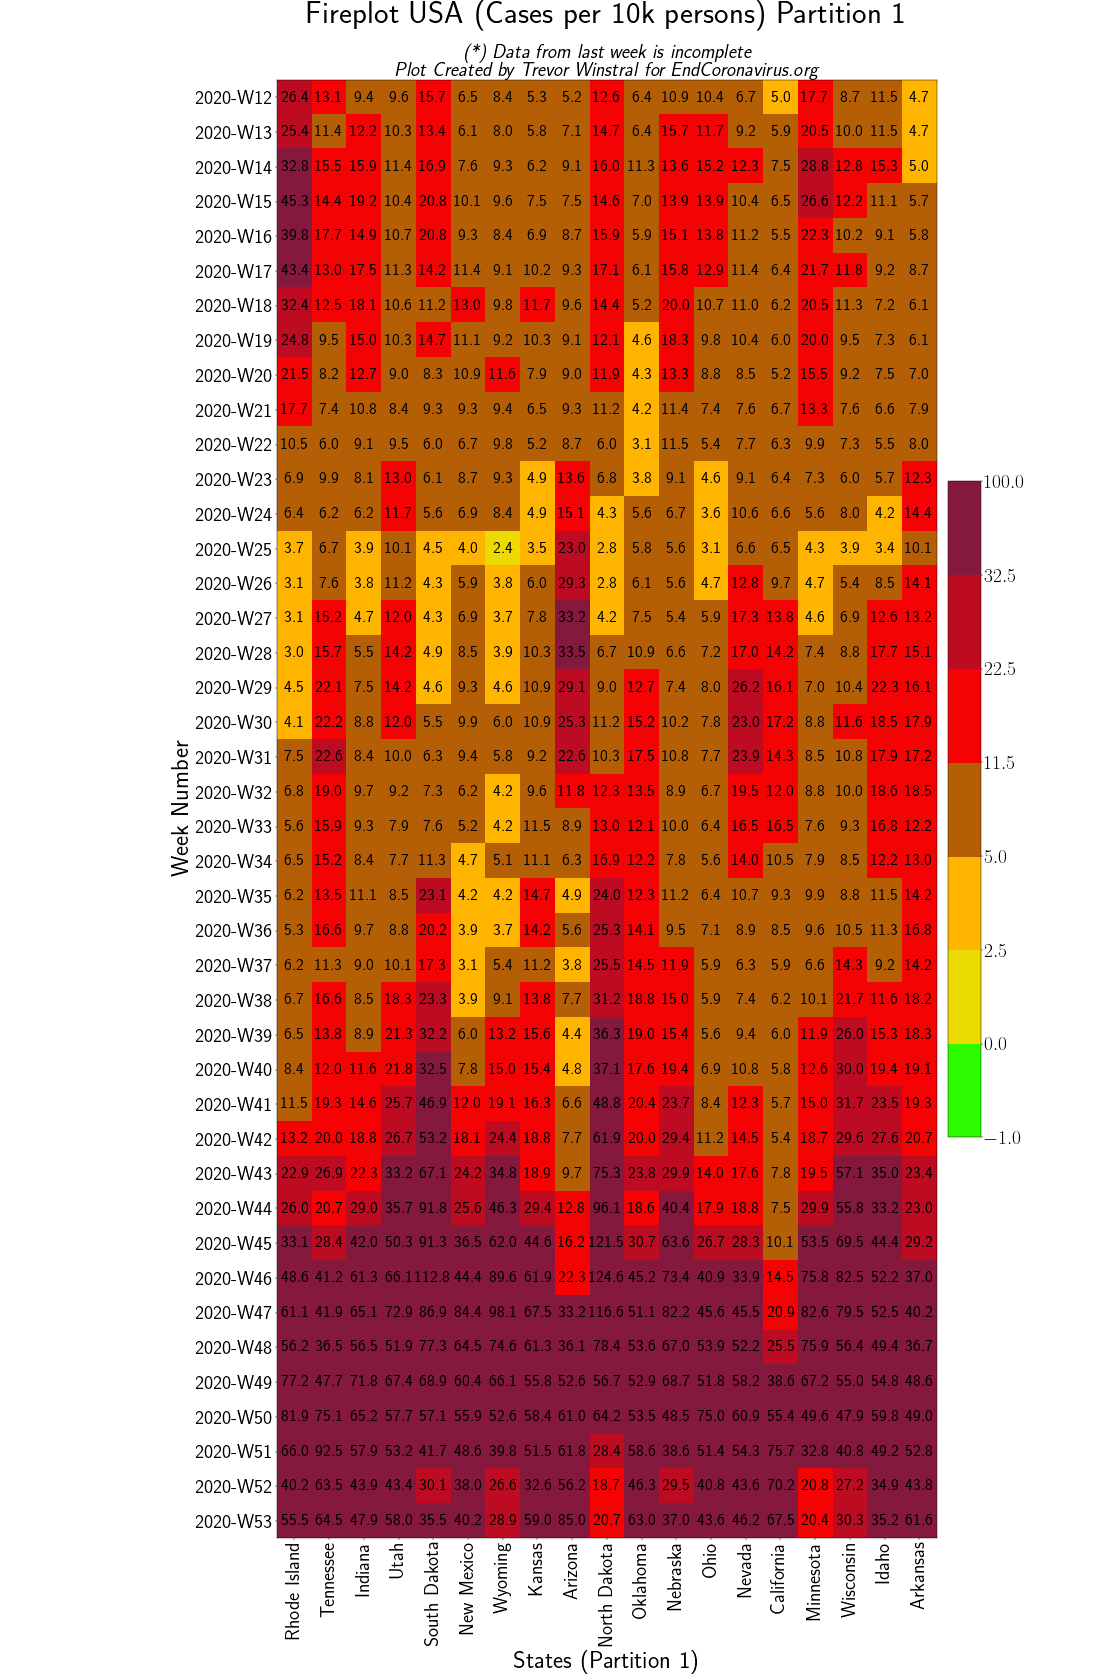 Fireplot USA (Cases per 10k persons) Partition 1
(*) Data from last week is incomplete
Plot Created by Trevor Winstral for EndCoronavirus.org
2020-W12 26.4 13.1 9.4 9.6 15.7 6.5 8.4 5.3 5.2 12.6 6.4 10.9 10.4 6.7 5.0 17.7 8.7 11.5 4.7
2020-W13 25.4 11.4 12.2 10.3 13.4 6.1 8.0 5.8 7.1 14.7 6.4 15.7 11.7 9.2 5.9 20.5 10.0 11.5 4.7
2020-W14 32.8 15.5 15.9 11.4 16.9 7.6 9.3 6.2 9.1 16.0 11.3 13.6 15.2 12.3 7.5 28.8 12.8 15.3 5.0
2020-W15 45.3 14.4 19.2 10.4 20.8 10.1 9.6 7.5 7.5 14.6 7.0 13.9 13.9 10.4 6.5 26.6 12.2 11.1 5.7
2020-W16 39.8 17.7 14.9 10.7 20.8 9.3 8.4 6.9 8.7 15.9 5.9 15.1 13.8 11.2 5.5 22.3 10.2 9.1 5.8
2020-W17 43.4 13.0 17.5 11.3 14.2 11.4 9.1 10.2 9.3 17.1 6.1 15.8 12.9 11.4 6.4 21.7 11.8 9.2 8.7
2020-W18 32.4 12.5 18.1 10.6 11.2 13.0 9.8 11.7 9.6 14.4 5.2 20.0 10.7 11.0 6.2 20.5 11.3 7.2 6.1
2020-W19 24.8 9.5 15.0 10.3 14.7 11.1 9.2 10.3 9.1 12.1 4.6 18.3 9.8 10.4 6.0 20.0 9.5 7.3 6.1
2020-W20 21.5 8.2 12.7 9.0 8.3 10.9 11.6 7.9 9.0 11.9 4.3 13.3 8.8 8.5 5.2 15.5 9.2 7.5 7.0
2020-W21 17.7 7.4 10.8 8.4 9.3 9.3 9.4 6.5 9.3 11.2 4.2 11.4 7.4 7.6 6.7 13.3 7.6 6.6 7.9
2020-W22 10.5 6.0 9.1 9.5 6.0 6.7 9.8 5.2 8.7 6.0 3.1 11.5 5.4 7.7 6.3 9.9 7.3 5.5 8.0
2020-W23 6.9 9.9 8.1 13.0 6.1 8.7 9.3 4.9 13.6 6.8 3.8 9.1 4.6 9.1 6.4 7.3 6.0 5.7 12.3
2020-W24 6.4 6.2 6.2 11.7 5.6 6.9 8.4 4.9 15.1 4.3 5.6 6.7 3.6 10.6 6.6 5.6 8.0 4.2 14.4
2020-W25 3.7 6.7 3.9 10.1 4.5 4.0 2.4 3.5 23.0 2.8 5.8 5.6 3.1 6.6 6.5 4.3 3.9 3.4 10.1
2020-W26 3.1 7.6 3.8 11.2 4.3 5.9 3.8 6.0 29.3 2.8 6.1 5.6 4.7 12.8 9.7 4.7 5.4 8.5 14.1
2020-W27 3.1 15.2 4.7 12.0 4.3 6.9 3.7 7.8 33.2 4.2 7.5 5.4 5.9 17.3 13.8 4.6 6.9 12.6 13.2
2020-W28 3.0 15.7 5.5 14.2 4.9 8.5 3.9 10.3 33.5 6.7 10.9 6.6 7.2 17.0 14.2 7.4 8.8 17.7 15.1
2020-W29 4.5 22.1 7.5 14.2 4.6 9.3 4.6 10.9 29.1 9.0 12.7 7.4 8.0 26.2 16.1 7.0 10.4 22.3 16.1
2020-W30 4.1 22.2 8.8 12.0 5.5 9.9 6.0 10.9 25.3 11.2 15.2 10.2 7.8 23.0 17.2 8.8 11.6 18.5 17.9
2020-W31 7.5 22.6 8.4 10.0 6.3 9.4 5.8 9.2 22.6 10.3 17.5 10.8 7.7 23.9 14.3 8.5 10.8 17.9 17.2
2020-W32 6.8 19.0 9.7 9.2 7.3 6.2 4.2 9.6 11.8 12.3 13.5 8.9 6.7 19.5 12.0 8.8 10.0 18.6 18.5
2020-W33 5.6 15.9 9.3 7.9 7.6 5.2 4.2 11.5 8.9 13.0 12.1 10.0 6.4 16.5 16.5 7.6 9.3 16.8 12.2
2020-W34 6.5 15.2 8.4 7.7 11.3 4.7 5.1 11.1 6.3 16.9 12.2 7.8 5.6 14.0 10.5 7.9 8.5 12.2 13.0
2020-W35 6.2 13.5 11.1 8.5 23.1 4.2 4.2 14.7 4.9 24.0 12.3 11.2 6.4 10.7 9.3 9.9 8.8 11.5 14.2
2020-W36 5.3 16.6 9.7 8.8 20.2 3.9 3.7 14.2 5.6 25.3 14.1 9.5 7.1 8.9 8.5 9.6 10.5 11.3 16.8
2020-W37 6.2 11.3 9.0 10.1 17.3 3.1 5.4 11.2 3.8 25.5 14.5 11.9 5.9 6.3 5.9 6.6 14.3 9.2 14.2
2020-W38 6.7 16.6 8.5 18.3 23.3 3.9 9.1 13.8 7.7 31.2 18.8 15.0 5.9 7.4 6.2 10.1 21.7 11.6 18.2
2020-W39 6.5 13.8 8.9 21.3 32.2 6.0 13.2 15.6 4.4 36.3 19.0 15.4 5.6 9.4 6.0 11.9 26.0 15.3 18.3
2020-W40 8.4 12.0 11.6 21.8 32.5 7.8 15.0 15.4 4.8 37.1 17.6 19.4 6.9 10.8 5.8 12.6 30.0 19.4 19.1
2020-W41 11.5 19.3 14.6 25.7 46.9 12.0 19.1 16.3 6.6 48.8 20.4 23.7 8.4 12.3 5.7 15.0 31.7 23.5 19.3
2020-W42 13.2 20.0 18.8 26.7 53.2 18.1 24.4 18.8 7.7 61.9 20.0 29.4 11.2 14.5 5.4 18.7 29.6 27.6 20.7
2020-W43 22.9 26.9 22.3 33.2 67.1 24.2 34.8 18.9 9.7 75.3 23.8 29.9 14.0 17.6 7.8 19.5 57.1 35.0 23.4
2020-W44 26.0 20.7 29.0 35.7 91.8 25.6 46.3 29.4 12.8 96.1 18.6 40.4 17.9 18.8 7.5 29.9 55.8 33.2 23.0
2020-W45 33.1 28.4 42.0 50.3 91.3 36.5 62.0 44.6 16.2 121.5 30.7 63.6 26.7 28.3 10.1 53.5 69.5 44.4 29.2
2020-W46 48.6 41.2 61.3 66.1 112.8 44.4 89.6 61.9 22.3 124.6 45.2 73.4 40.9 33.9 14.5 75.8 82.5 52.2 37.0
2020-W47 61.1 41.9 65.1 72.9 86.9 84.4 98.1 67.5 33.2 116.6 51.1 82.2 45.6 45.5 20.9 82.6 79.5 52.5 40.2
2020-W48 56.2 36.5 56.5 51.9 77.3 64.5 74.6 61.3 36.1 78.4 53.6 67.0 53.9 52.2 25.5 75.9 56.4 49.4 36.7
2020-W49 77.2 47.7 71.8 67.4 68.9 60.4 66.1 55.8 52.6 56.7 52.9 68.7 51.8 58.2 38.6 67.2 55.0 54.8 48.6
2020-W50 81.9 75.1 65.2 57.7 57.1 55.9 52.6 58.4 61.0 64.2 53.5 48.5 75.0 60.9 55.4 49.6 47.9 59.8 49.0
2020-W51 66.0 92.5 57.9 53.2 41.7 48.6 39.8 51.5 61.8 28.4 58.6 38.6 51.4 54.3 75.7 32.8 40.8 49.2 52.8
2020-W52 40.2 63.5 43.9 43.4 30.1 38.0 26.6 32.6 56.2 18.7 46.3 29.5 40.8 43.6 70.2 20.8 27.2 34.9 43.8
2020-W53 55.5 64.5 47.9 58.0 35.5 40.2 28.9 59.0 85.0 20.7 63.0 37.0 43.6 46.2 67.5 20.4 30.3 35.2 61.6
Week Number
Rhode Island Tennessee Indiana Utah South Dakota New Mexico Wyoming Kansas Arizona North Dakota Oklahoma Nebraska Ohio Nevada California Minnesota Wisconsin Idaho Arkansas
States (Partition 1)
100.0
32.5
22.5
11.5
5.0
2.5
0.0
−1.0